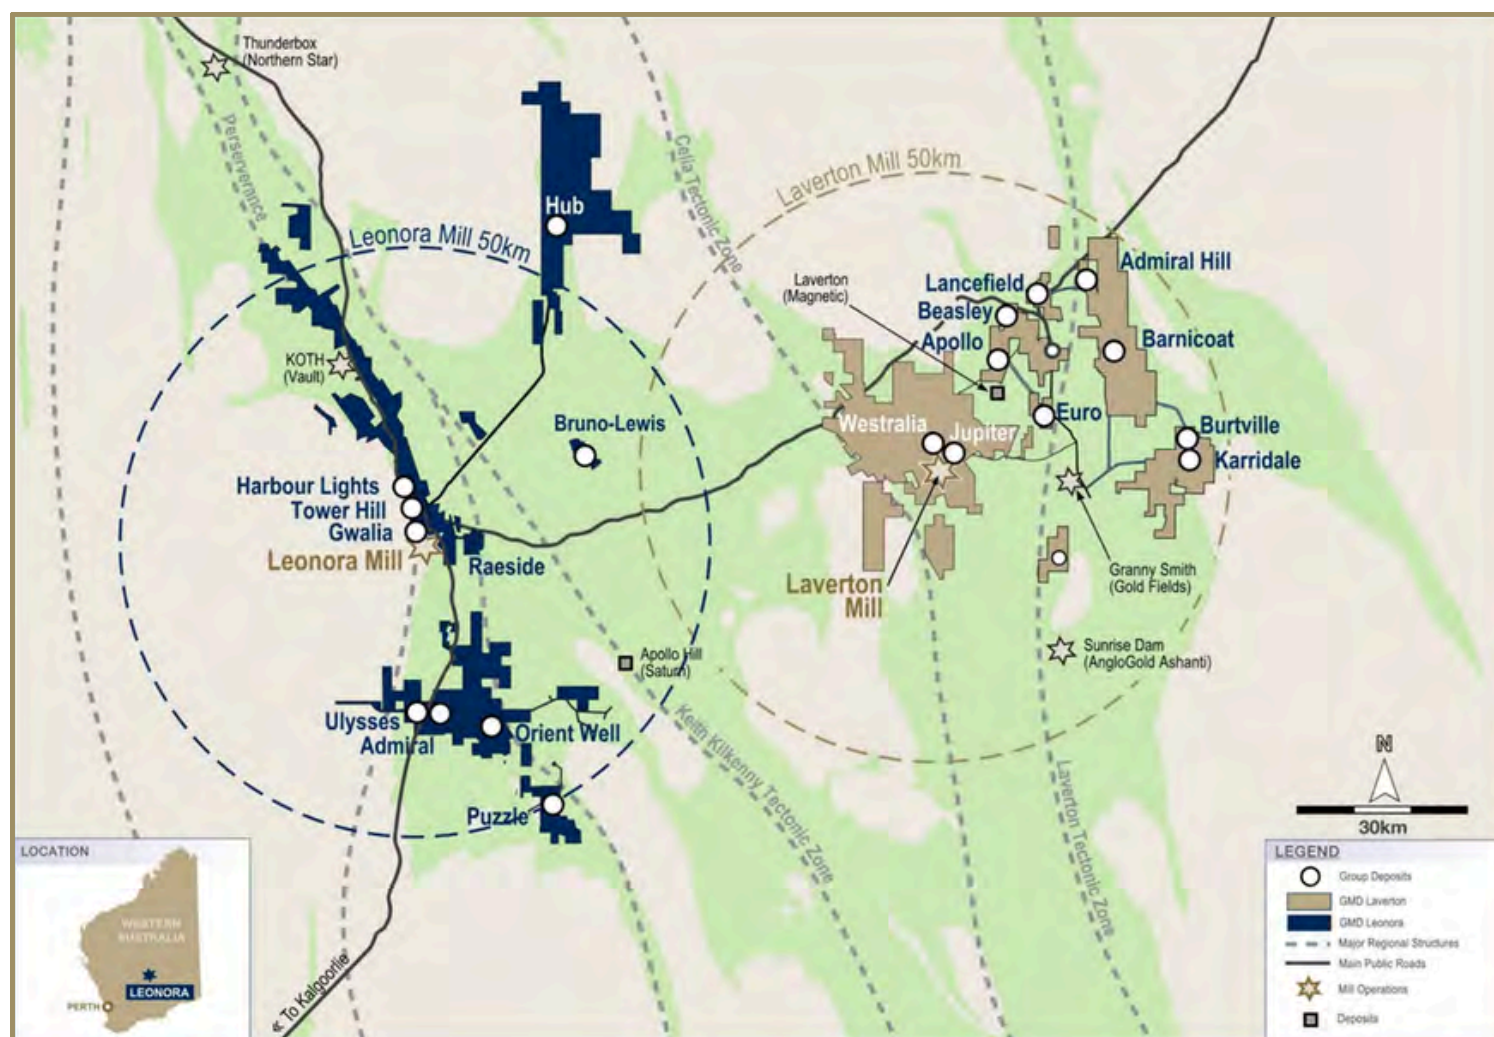 Thunderbox
(Northern Star)
Perservernnce
Celia Tectonic Zone
Laverton Mill 50km
Hub
Leonora Mill 50km
Laverton
(Magnetic)
Lancefield
Admiral Hill
Beasley
Apollo
Barnicoat
KOTH
(Vault)
Bruno-Lewis
Westralia
Jupiter
Euro
Burtville
Karridale
Harbour Lights
Tower Hill
Gwalia
Leonora Mill
Raeside
Laverton
Mill
Granny Smith
(Gold Fields)
Apollo Hill
(Saturn)
Sunrise Dam
(AngloGold Ashanti)
Ulysses
Admiral
Orient Well
Keith Kilkenny Tectonic Zone
Laverton Tectonic Zone
Puzzle
« To Kalgoorlie
N
30km
LOCATION
WESTERN
AUSTRALIA
LEONORA
PERTH
LEGEND
Group Deposits
GMD Laverton
GMD Leonora
Major Regional Structures
Main Public Roads
Mill Operations
Deposits